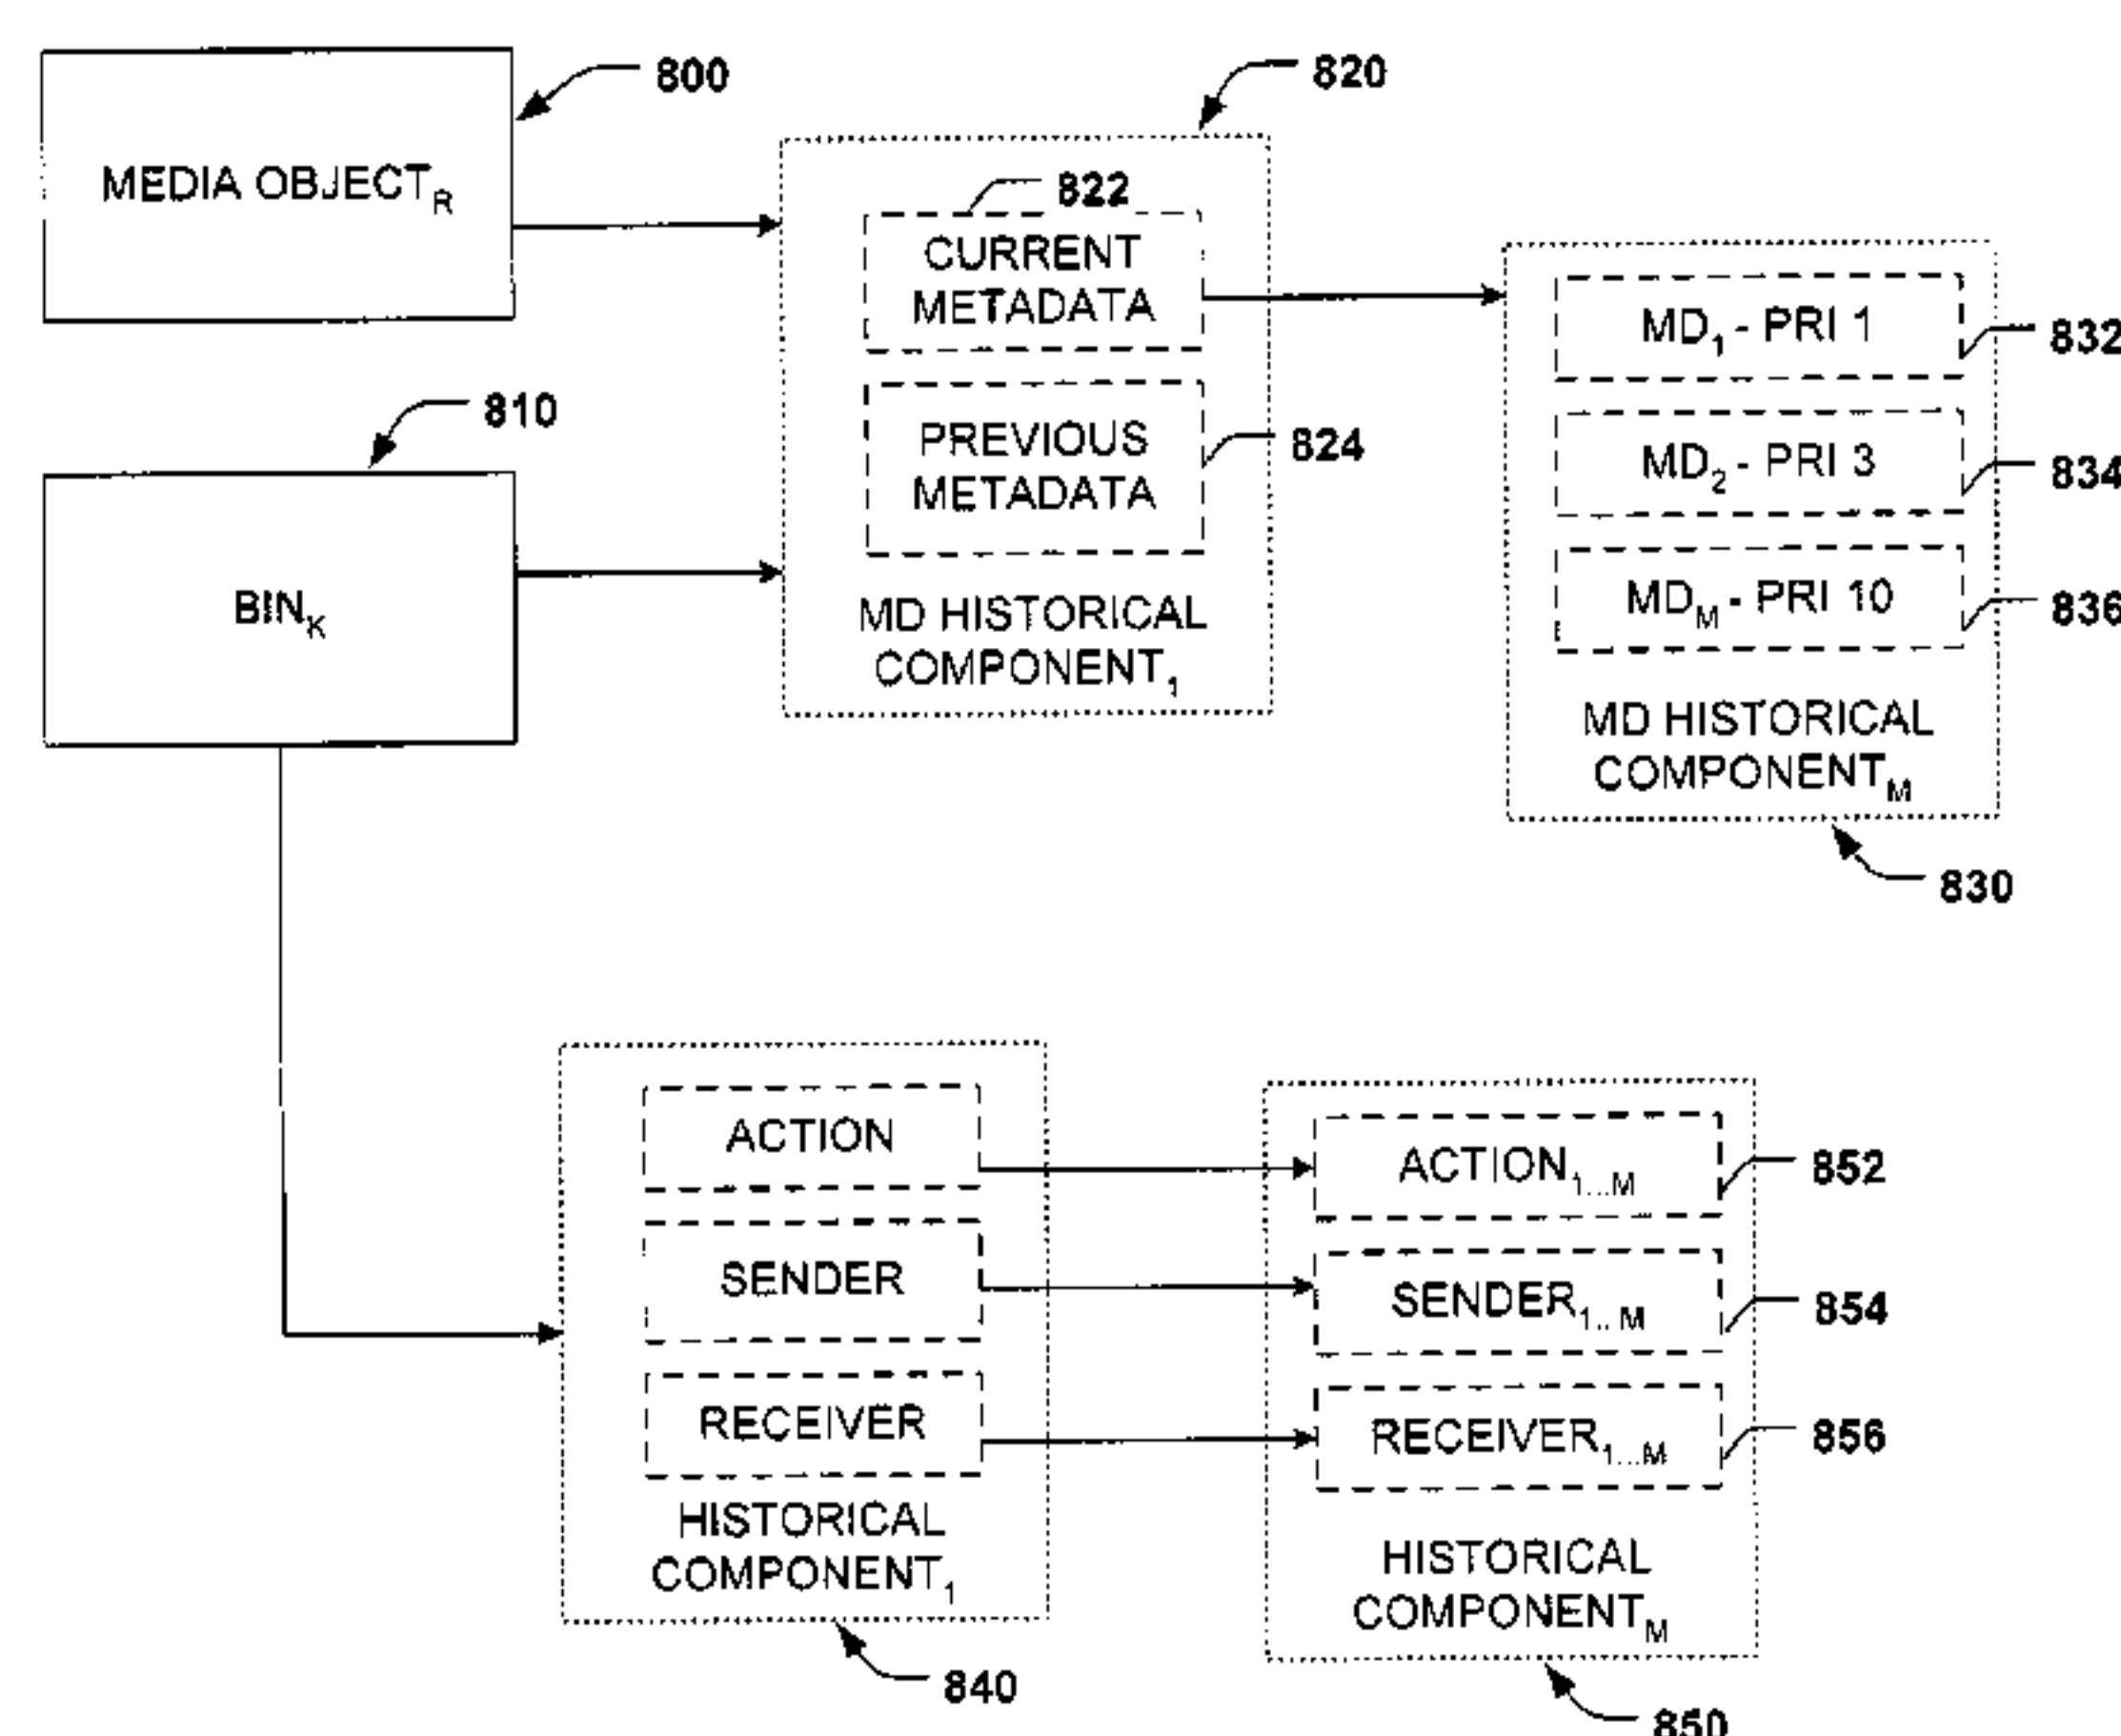 800
MEDIA OBJECT_R
810
BIN_K
820
822
CURRENT
METADATA
824
PREVIOUS
METADATA
MD HISTORICAL
COMPONENT_1
MD_1 - PRI 1
832
MD_2 - PRI 3
834
MD_M - PRI 10
836
MD HISTORICAL
COMPONENT_M
830
ACTION
SENDER
RECEIVER
HISTORICAL
COMPONENT_1
840
ACTION_1...M
852
SENDER_1...M
854
RECEIVER_1...M
856
HISTORICAL
COMPONENT_M
850